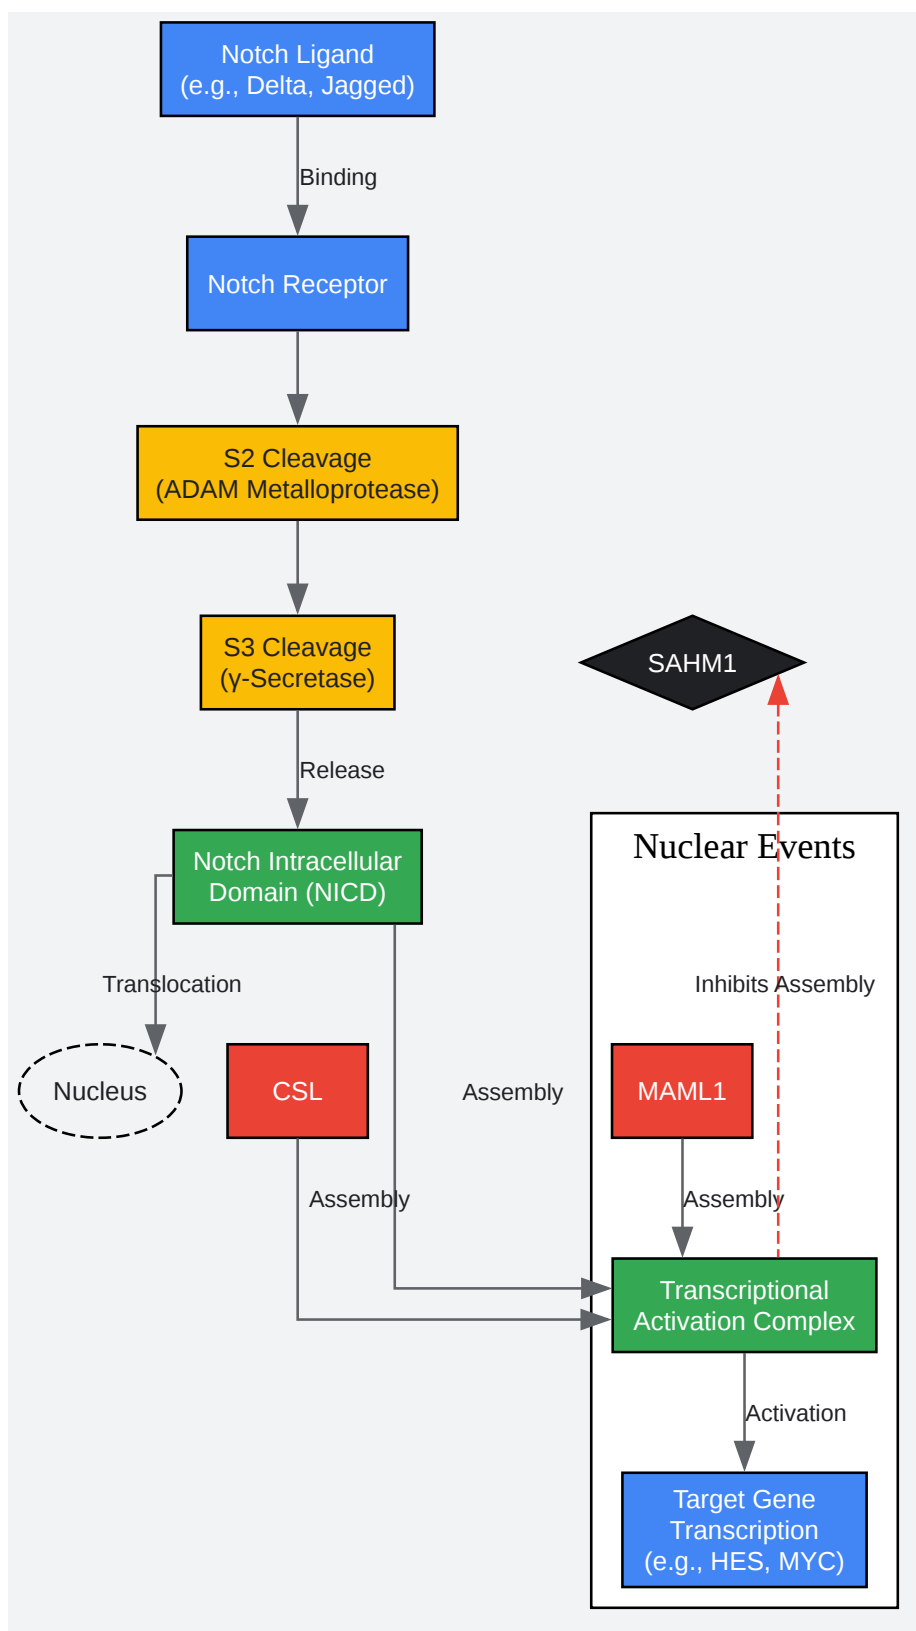 Notch Ligand
(e.g., Delta, Jagged)
Binding
Notch Receptor
S2 Cleavage
(ADAM Metalloprotease)
S3 Cleavage
(γ-Secretase)
SAHM1
Release
Nuclear Events
Notch Intracellular
Domain (NICD)
Translocation
Inhibits Assembly
Nucleus
CSL
Assembly
MAML1
Assembly
Assembly
Transcriptional
Activation Complex
Activation
Target Gene
Transcription
(e.g., HES, MYC)